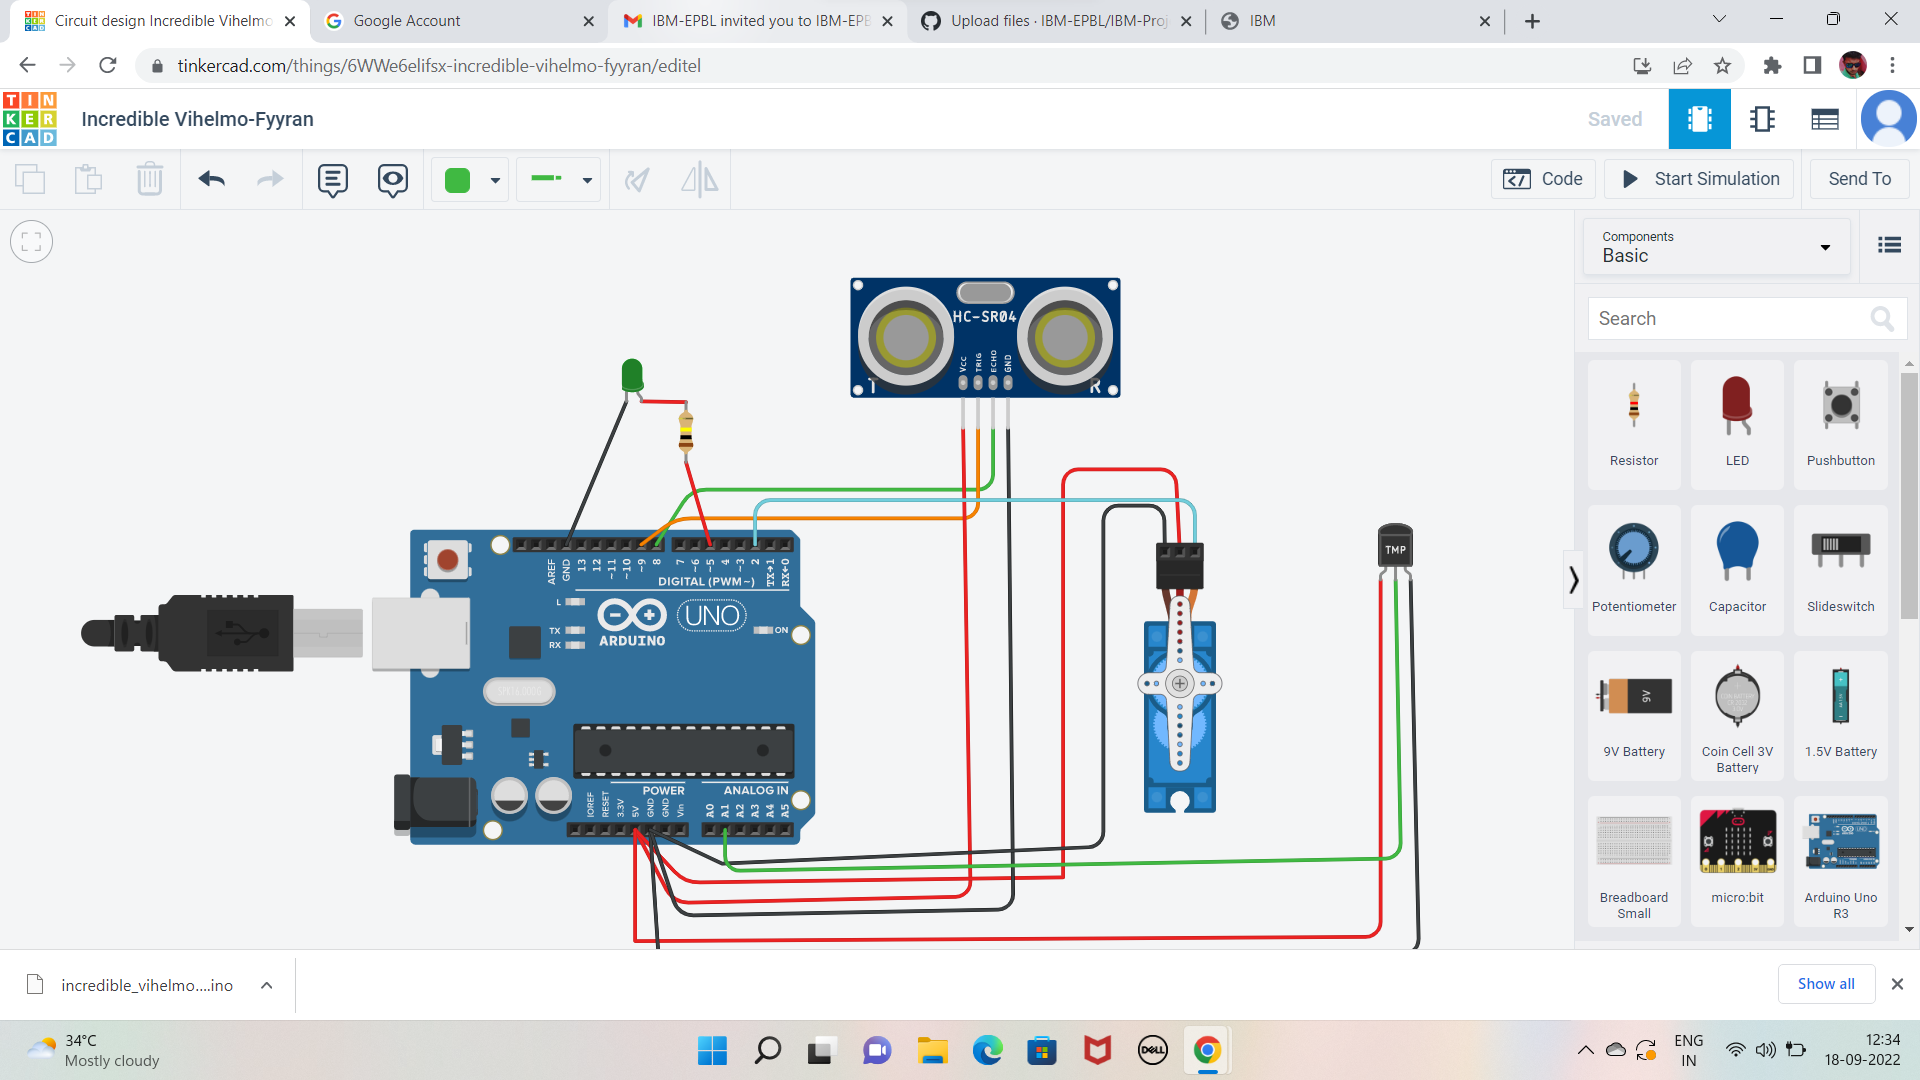 Circuit design Incredible Vihelmo
Google Account
IBM-EPBL invited you to IBM-EPB
Upload files · IBM-EPBL/IBM-Proj
IBM
tinkercad.com/things/6WWe6elifsx-incredible-vihelmo-fyyran/editel
TIN
KER
CAD
Incredible Vihelmo-Fyyran
Saved
Code
Start Simulation
Send To
Components
Basic
Search
HC-SR04
VCC
TRIG
ECHO
GND
T
R
Resistor
LED
Pushbutton
TMP
AREF
GND
13
12
~11
~10
~9
8
7
~6
~5
4
~3
2
TX→1
RX←0
DIGITAL (PWM~)
L
TX
RX
ARDUINO
UNO
ON
Potentiometer
Capacitor
Slideswitch
9V
9V Battery
Coin Cell 3V
Battery
1.5V Battery
POWER
ANALOG IN
IOREF
RESET
3.3V
5V
GND
GND
Vin
A0
A1
A2
A3
A4
A5
Breadboard
Small
micro:bit
Arduino Uno
R3
incredible_vihelmo....ino
Show all
34°C
Mostly cloudy
DELL
ENG
IN
12:34
18-09-2022